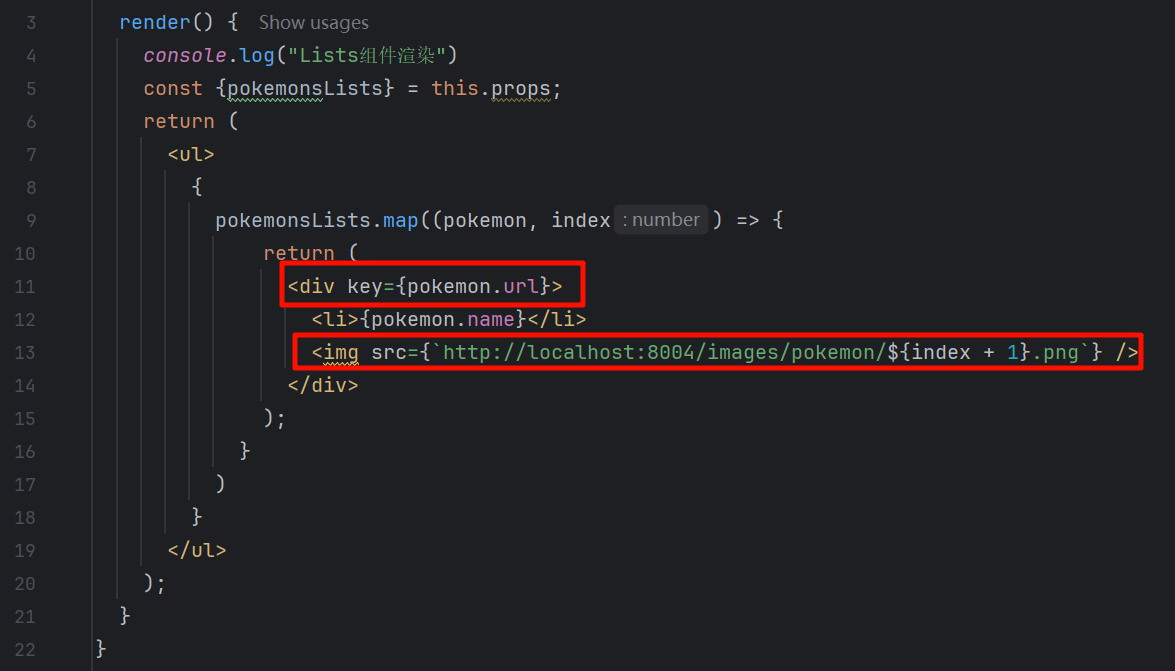 3 render() { Show usages
4 console.log("Lists组件渲染")
5 const {pokemonsLists} = this.props;
6 return (
7 <ul>
8 {
9 pokemonsLists.map((pokemon, index : number ) => {
10 return (
11 <div key={pokemon.url}>
12 <li>{pokemon.name}</li>
13 <img src={`http://localhost:8004/images/pokemon/${index + 1}.png`} />
14 </div>
15 );
16 }
17 )
18 }
19 </ul>
20 );
21 }
22 }